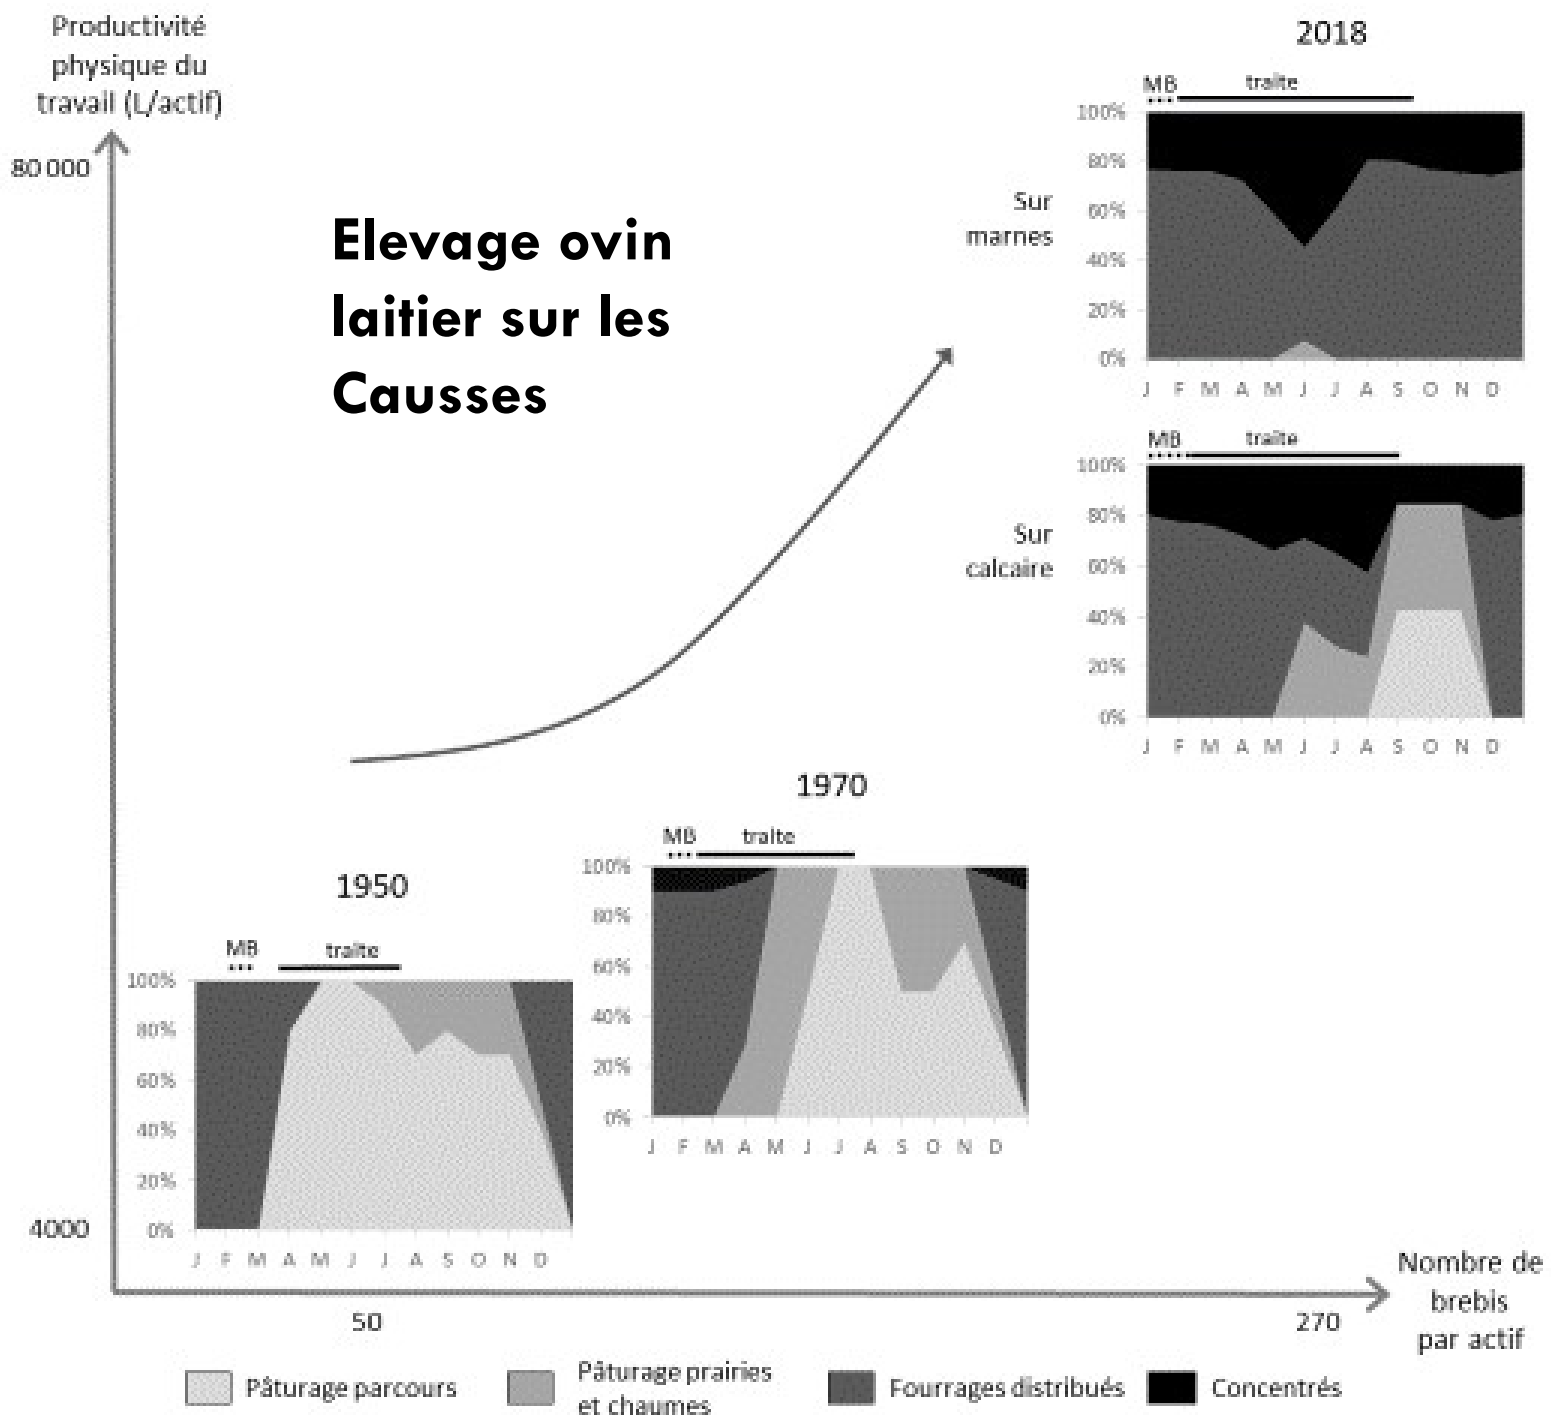 Productivité
physique du
travail (L/actif)
80 000
4000
Elevage ovin
laitier sur les
Causses
2018
MB traite
Sur
marnes
100%
80%
60%
40%
20%
0%
J F M A M J J A S O N D
MB traite
Sur
calcaire
100%
80%
60%
40%
20%
0%
J F M A M J J A S O N D
1970
MB traite
100%
80%
60%
40%
20%
0%
J F M A M J J A S O N D
1950
MB traite
100%
80%
60%
40%
20%
0%
J F M A M J J A S O N D
50
270
Nombre de
brebis
par actif
Pâturage parcours
Pâturage prairies
et chaumes
Fourrages distribués
Concentrés